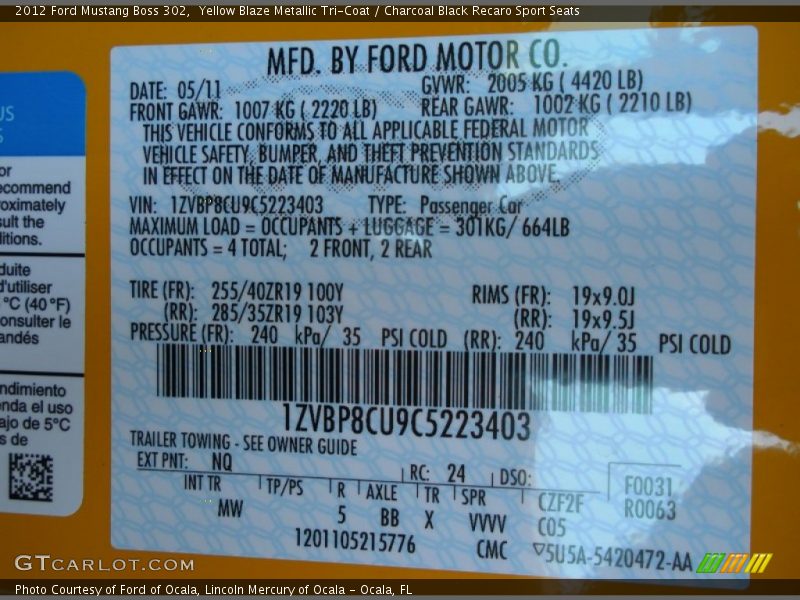 2012 Ford Mustang Boss 302, Yellow Blaze Metallic Tri-Coat / Charcoal Black Recaro Sport Seats
MFD. BY FORD MOTOR CO.
DATE: 05/11 GVWR: 2005 KG ( 4420 LB)
FRONT GAWR: 1007 KG ( 2220 LB) REAR GAWR: 1002 KG ( 2210 LB)
THIS VEHICLE CONFORMS TO ALL APPLICABLE FEDERAL MOTOR
VEHICLE SAFETY, BUMPER, AND THEFT PREVENTION STANDARDS
IN EFFECT ON THE DATE OF MANUFACTURE SHOWN ABOVE.
VIN: 1ZVBP8CU9C5223403 TYPE: Passenger Car
MAXIMUM LOAD = OCCUPANTS + LUGGAGE = 301KG/ 664LB
OCCUPANTS = 4 TOTAL; 2 FRONT, 2 REAR
TIRE (FR): 255/40ZR19 100Y RIMS (FR): 19x9.0J
(RR): 285/35ZR19 103Y (RR): 19x9.5J
PRESSURE (FR): 240 kPa/ 35 PSI COLD (RR): 240 kPa/ 35 PSI COLD
1ZVBP8CU9C5223403
TRAILER TOWING - SEE OWNER GUIDE
EXT PNT: NQ RC: 24 DSO:
INT TR TP/PS R AXLE TR SPR CZF2F F0031
MW 5 BB X VVVV C05 R0063
1201105215776 CMC ▽5U5A-5420472-AA
US
S
or
ecommend
roximately
sult the
litions.
duite
d'utiliser
°C (40 °F)
onsulter le
andés
ndimiento
enda el uso
ajo de 5°C
s de
GTCARLOT.COM
Photo Courtesy of Ford of Ocala, Lincoln Mercury of Ocala - Ocala, FL